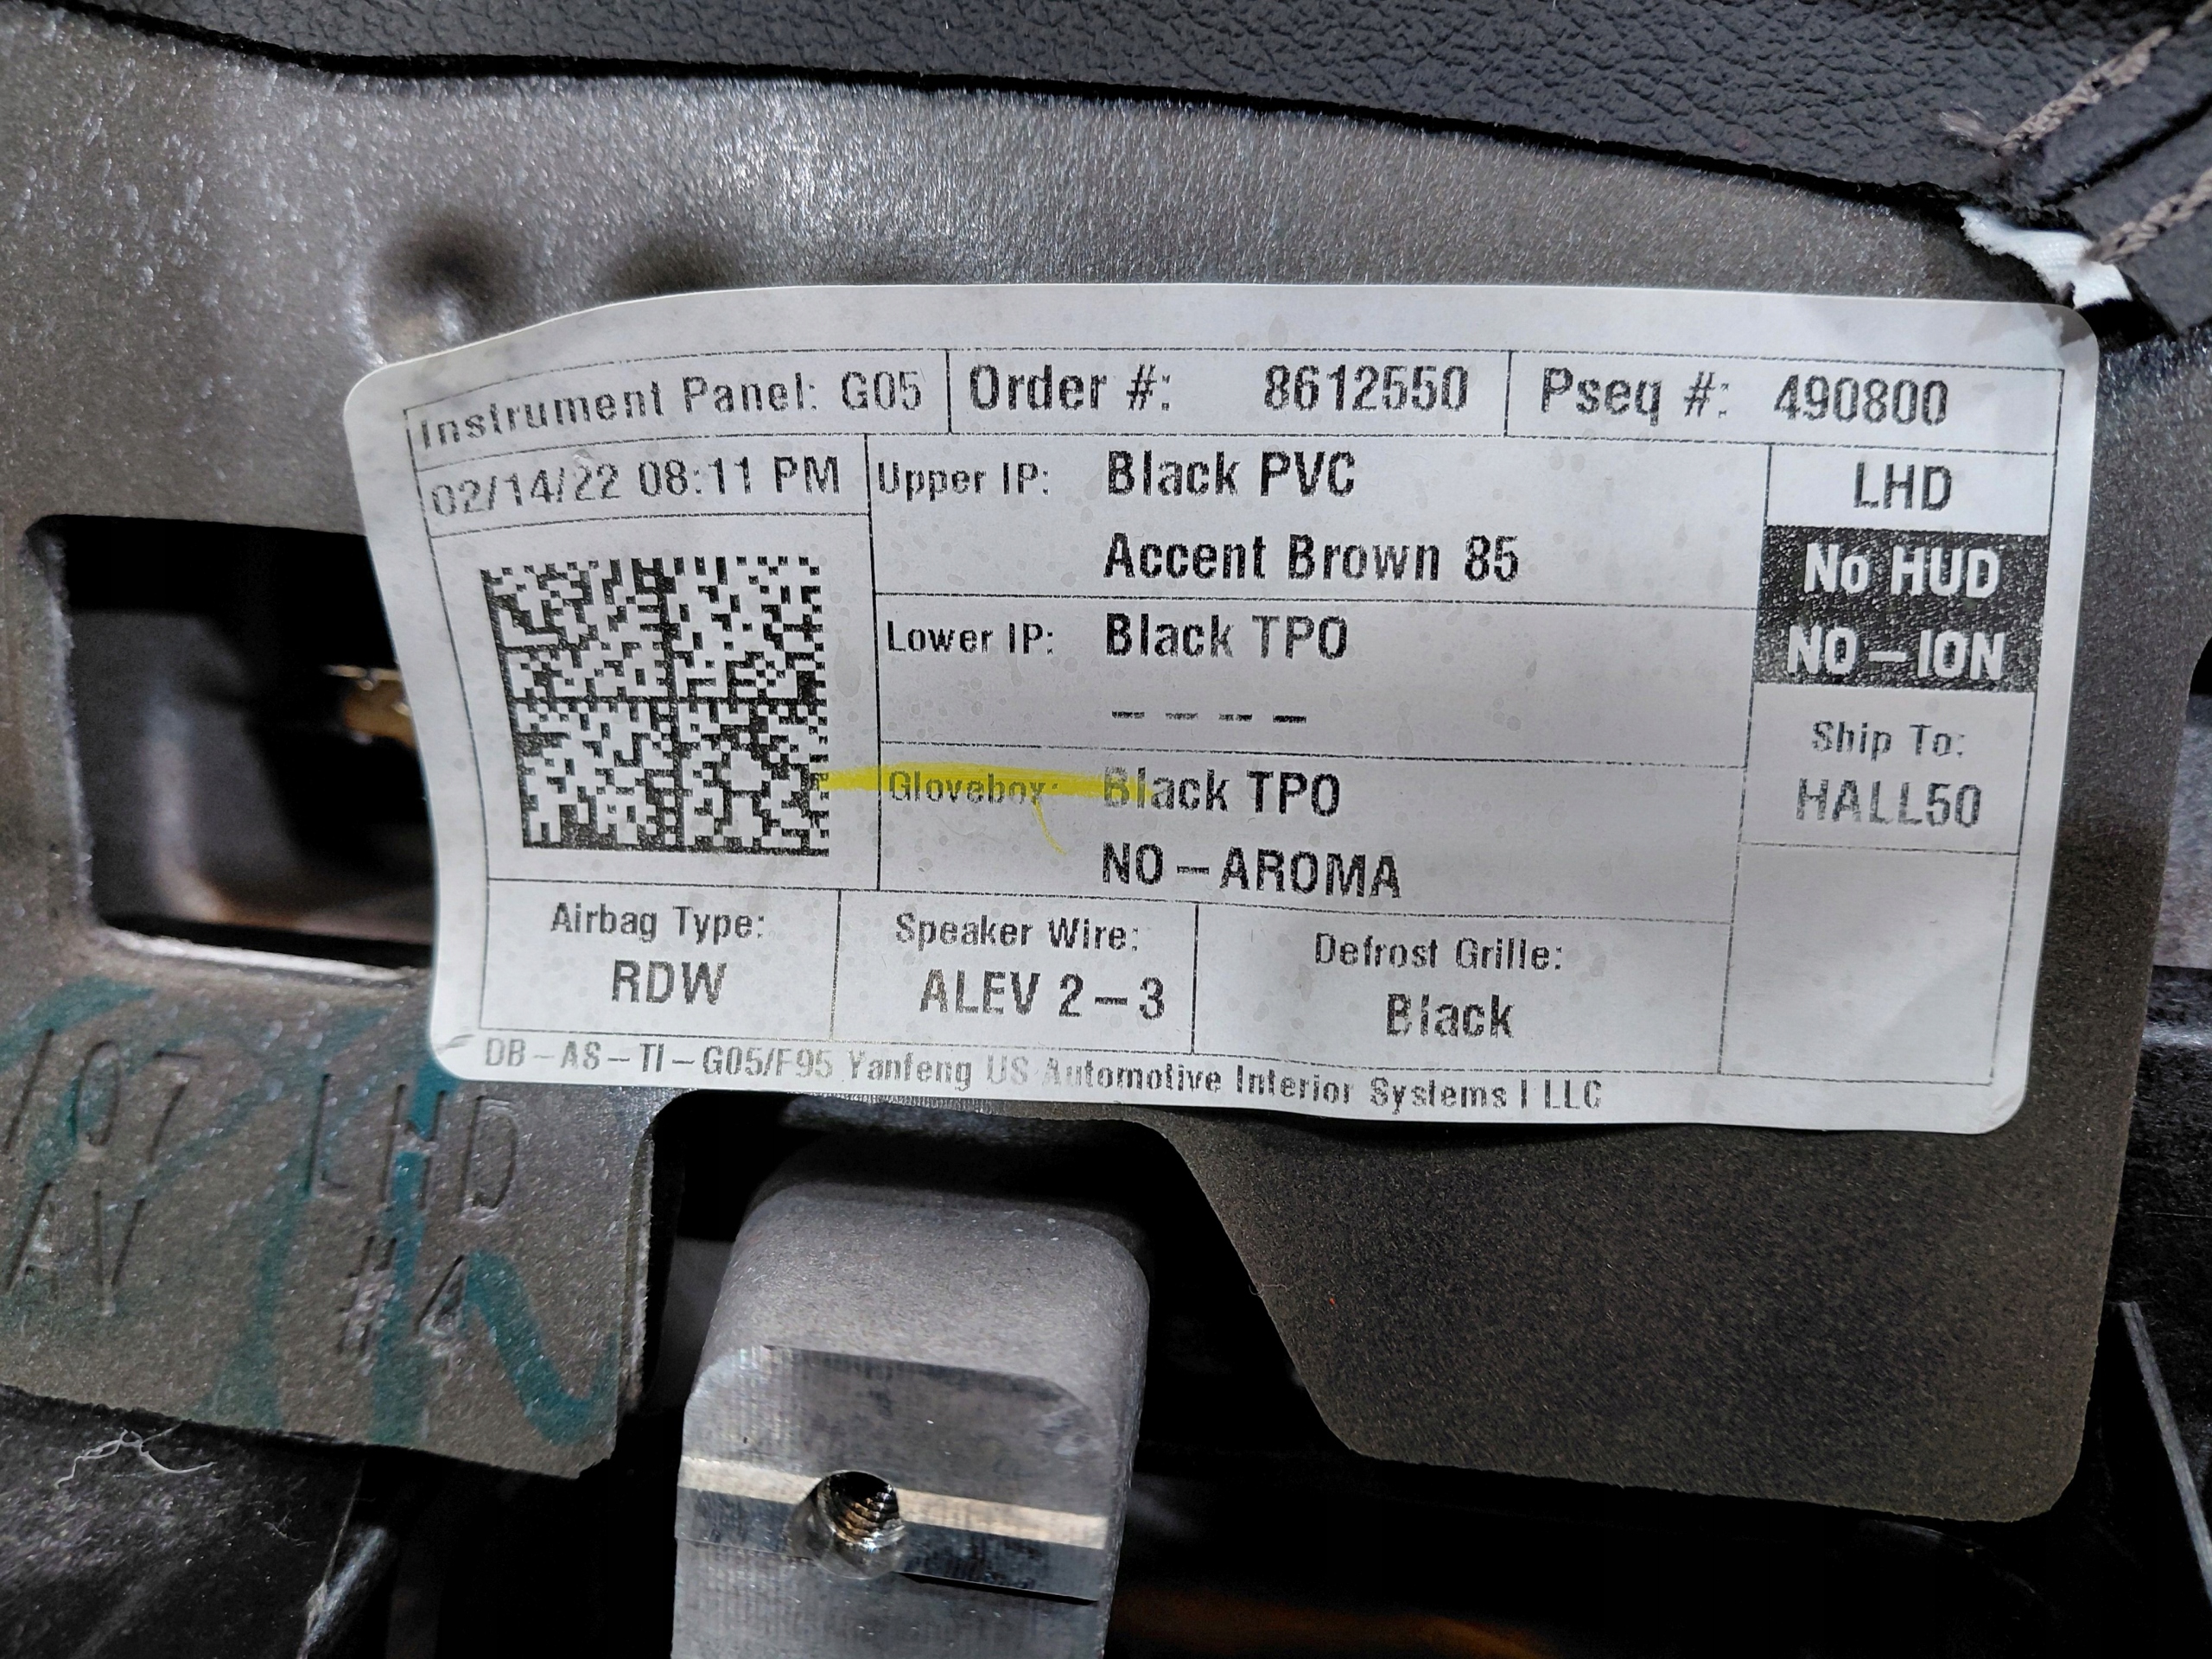 Instrument Panel: G05 Order #: 8612550 Pseq #: 490800
02/14/22 08:11 PM
Upper IP: Black PVC
Accent Brown 85
Lower IP: Black TPO
– – – –
Glovebox: Black TPO
NO–AROMA
LHD
No HUD
NO–ION
Ship To:
HALL50
Airbag Type:
RDW
Speaker Wire:
ALEV 2–3
Defrost Grille:
Black
DB–AS–TI–G05/F95 Yanfeng US Automotive Interior Systems I LLC
107 LHD
AV #4